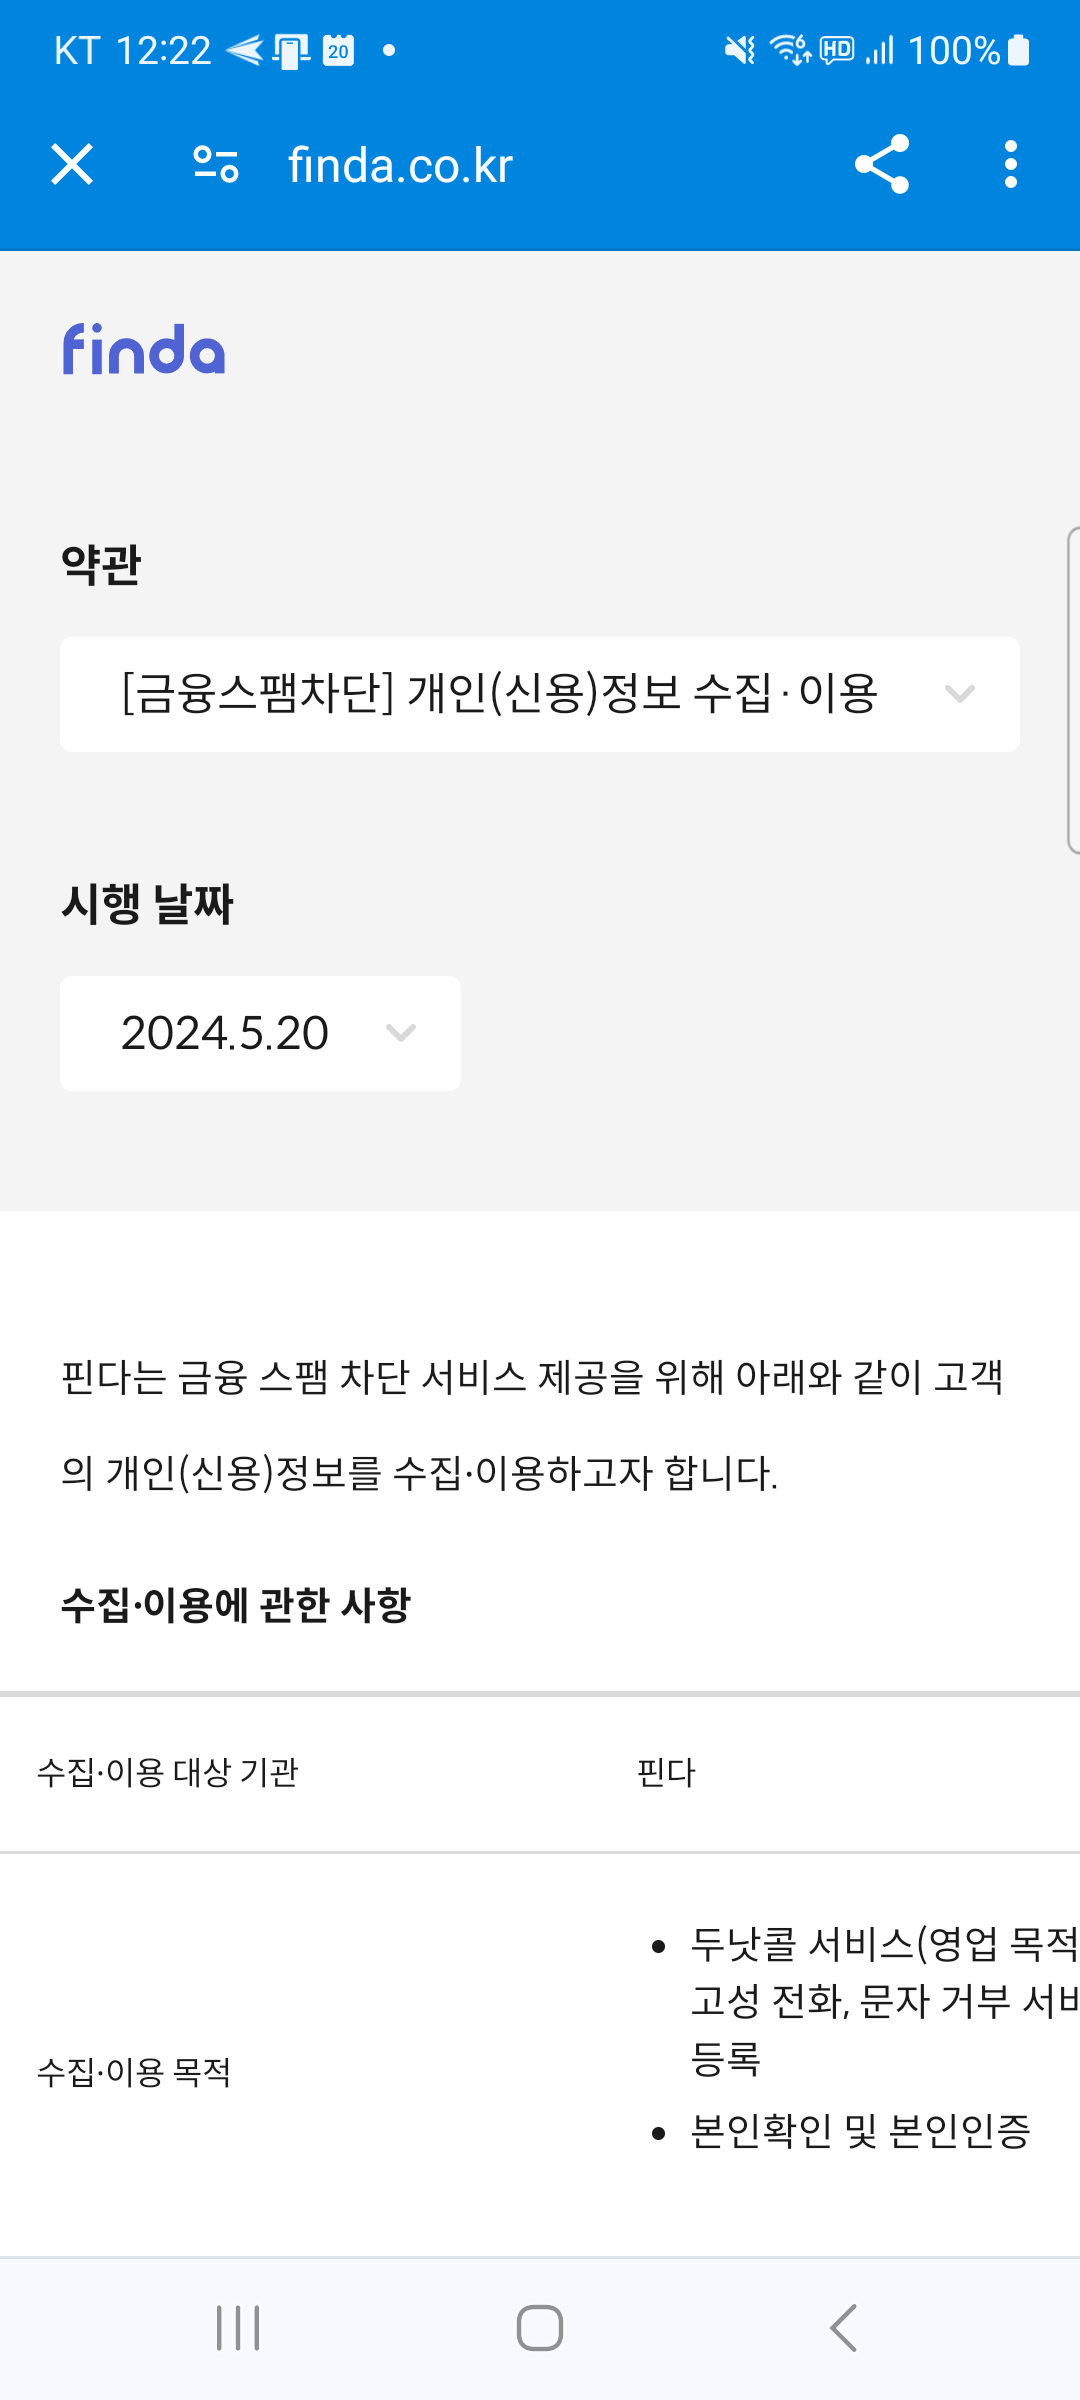 KT 12:22 20 HD 100%
finda.co.kr
finda
약관
[금융스팸차단] 개인(신용)정보 수집·이용
시행 날짜
2024.5.20
핀다는 금융 스팸 차단 서비스 제공을 위해 아래와 같이 고객
의 개인(신용)정보를 수집·이용하고자 합니다.
수집·이용에 관한 사항
수집·이용 대상 기관 핀다
두낫콜 서비스(영업 목적
고성 전화, 문자 거부 서비
등록
수집·이용 목적
본인확인 및 본인인증